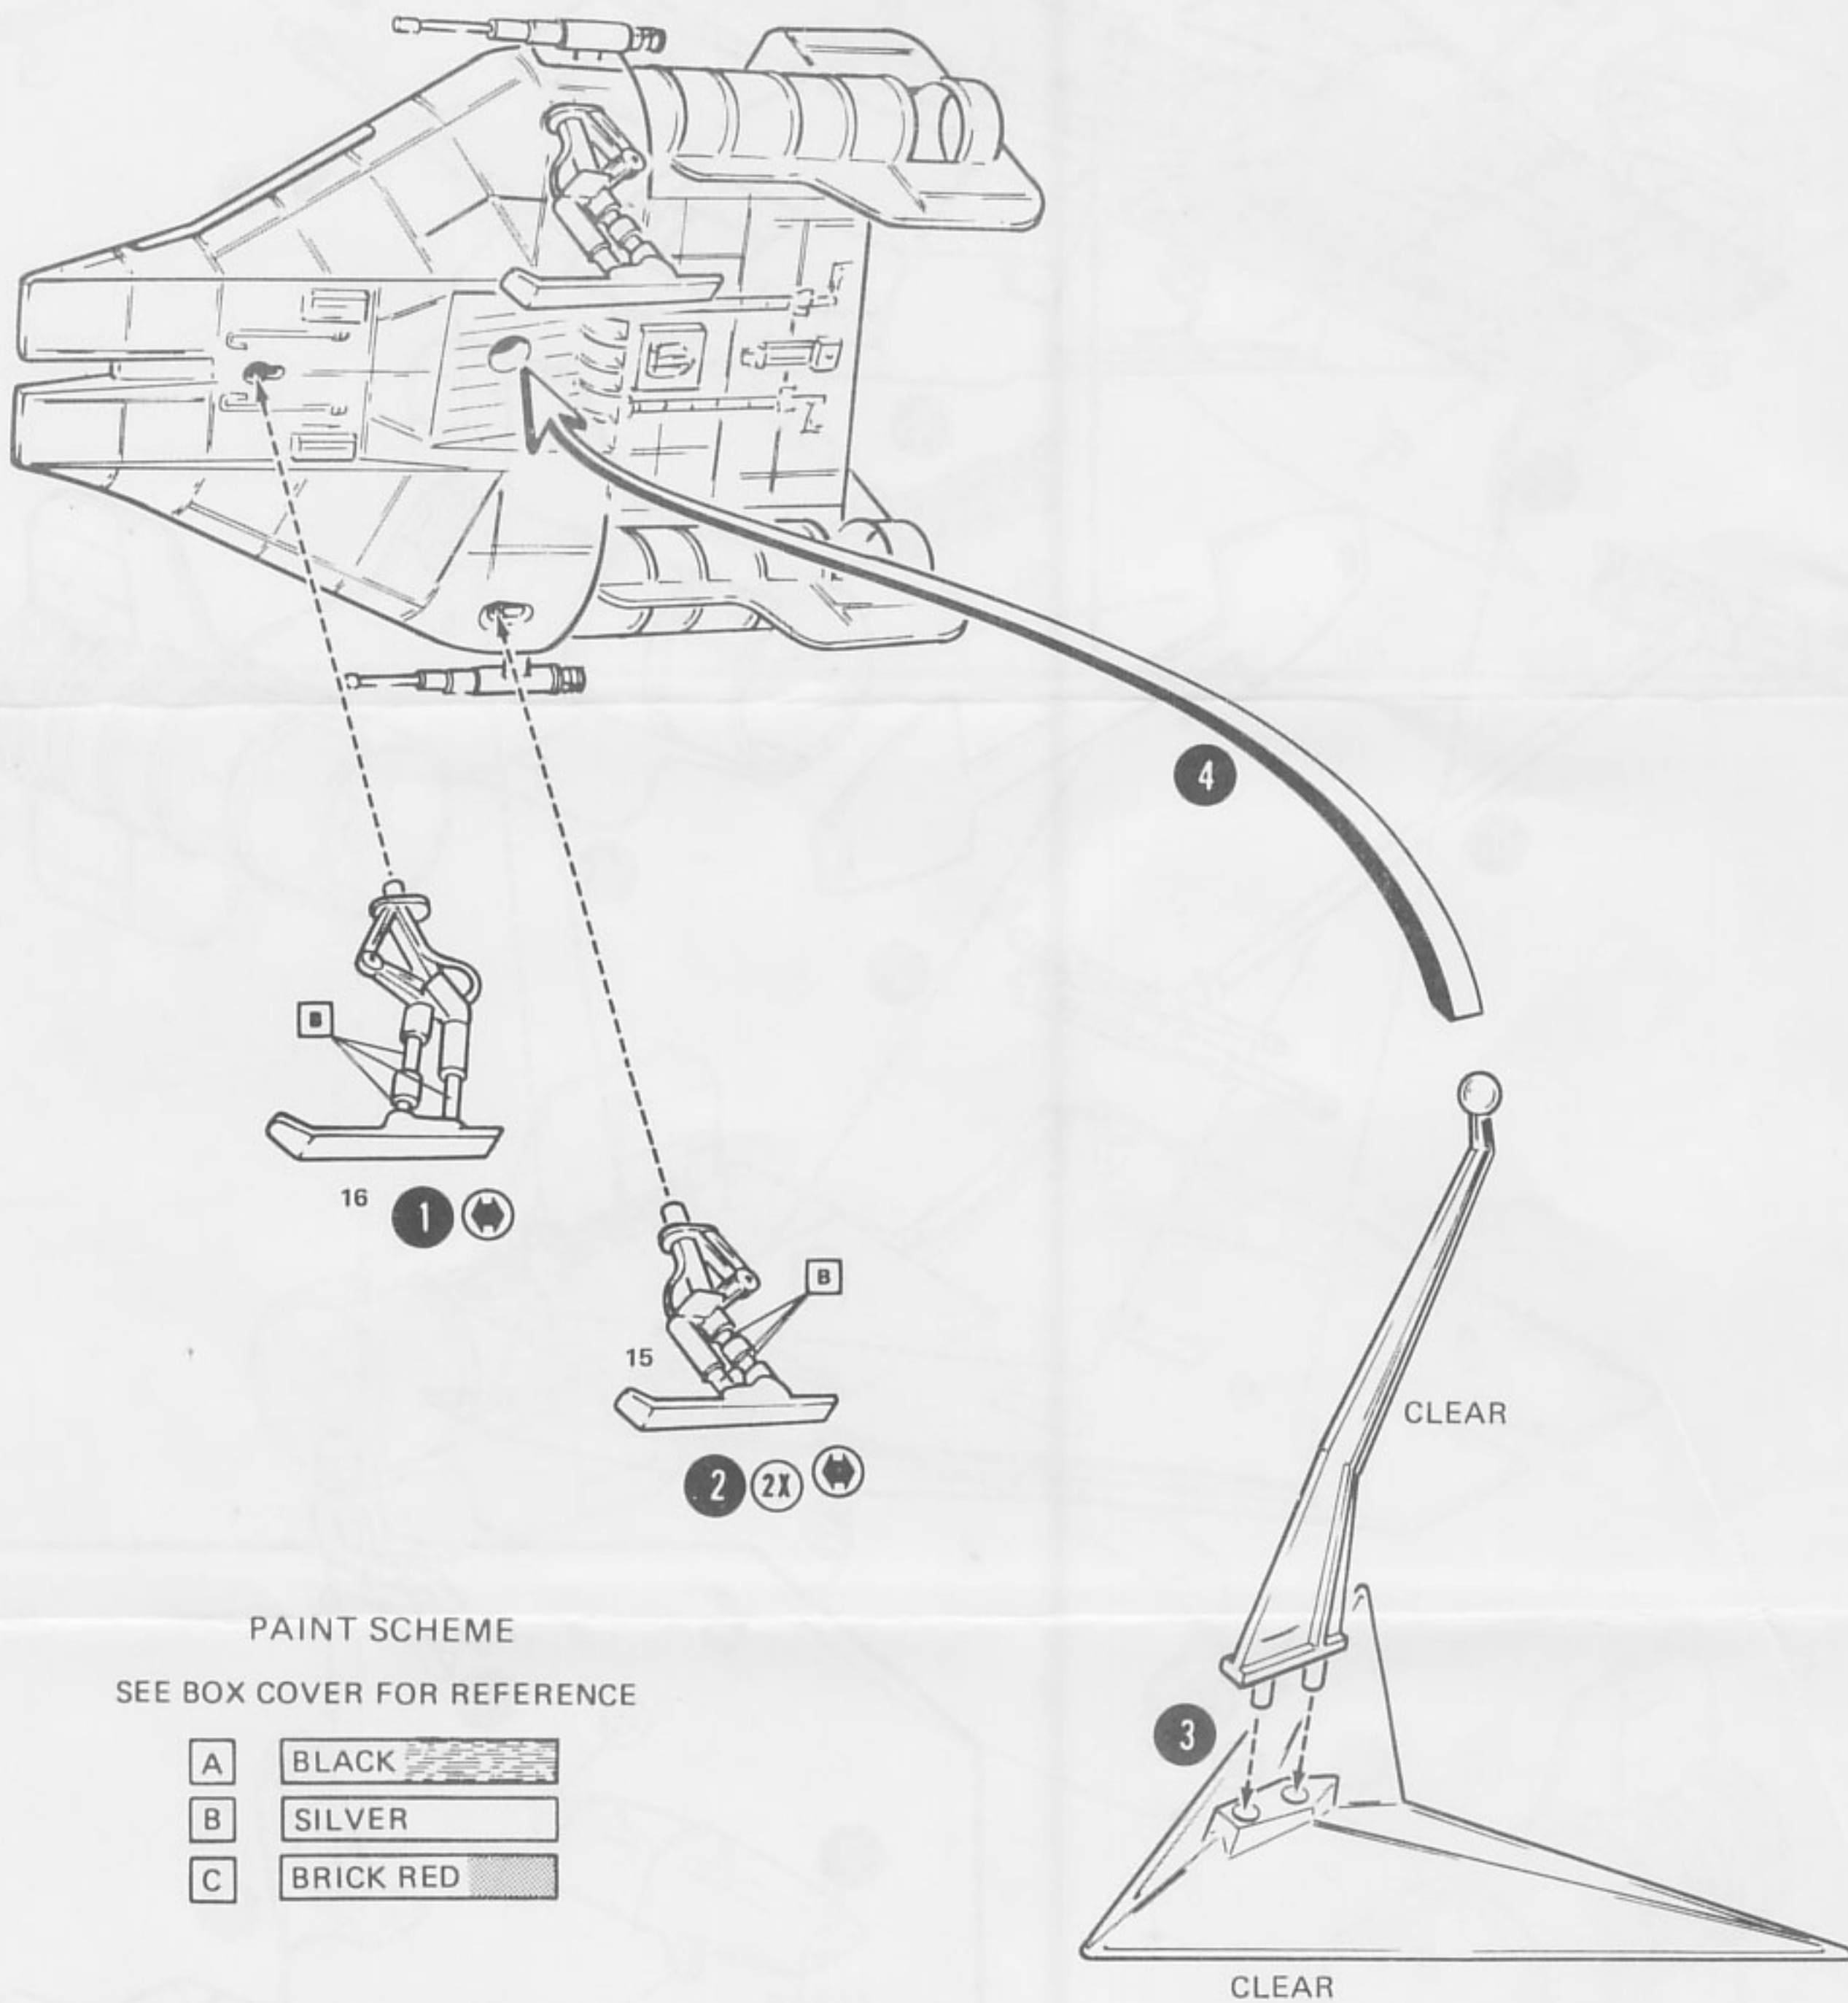 4
B
16 1
B
15
2 2X
CLEAR
3
CLEAR
PAINT SCHEME
SEE BOX COVER FOR REFERENCE
A BLACK
B SILVER
C BRICK RED